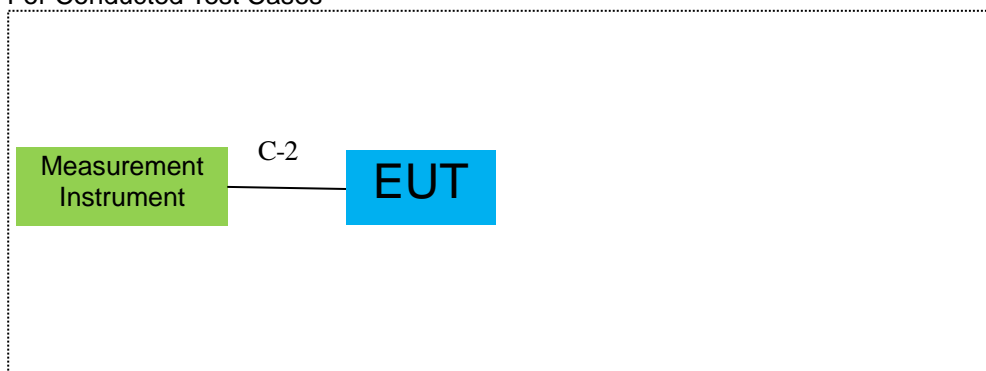 For Conducted Test Cases
C-2
Measurement
Instrument
EUT